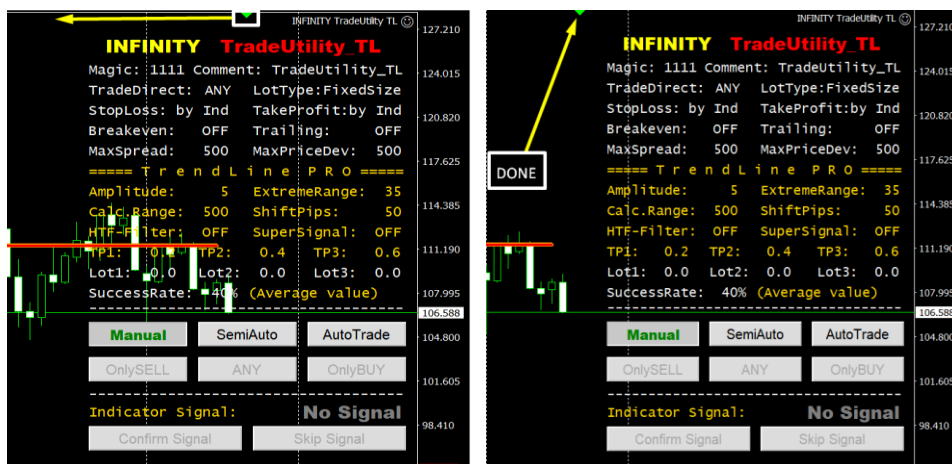 INFINITY TradeUtility TL
INFINITY TradeUtility_TL
Magic: 1111 Comment: TradeUtility_TL
TradeDirect: ANY LotType:FixedSize
StopLoss: by Ind TakeProfit:by Ind
Breakeven: OFF Trailing: OFF
MaxSpread: 500 MaxPriceDev: 500
===== T r e n d L i n e P R O =====
Amplitude: 5 ExtremeRange: 35
Calc.Range: 500 ShiftPips: 50
HTF-Filter: OFF SuperSignal: OFF
TP1: 0.2 TP2: 0.4 TP3: 0.6
Lot1: 0.0 Lot2: 0.0 Lot3: 0.0
SuccessRate: 40% (Average value)
Manual SemiAuto AutoTrade
OnlySELL ANY OnlyBUY
Indicator Signal: No Signal
Confirm Signal Skip Signal
127.210
124.015
120.820
117.625
114.385
111.190
107.995
106.588
104.800
101.605
98.410
INFINITY TradeUtility TL
INFINITY TradeUtility_TL
Magic: 1111 Comment: TradeUtility_TL
TradeDirect: ANY LotType:FixedSize
StopLoss: by Ind TakeProfit:by Ind
Breakeven: OFF Trailing: OFF
MaxSpread: 500 MaxPriceDev: 500
DONE
===== T r e n d L i n e P R O =====
Amplitude: 5 ExtremeRange: 35
Calc.Range: 500 ShiftPips: 50
HTF-Filter: OFF SuperSignal: OFF
TP1: 0.2 TP2: 0.4 TP3: 0.6
Lot1: 0.0 Lot2: 0.0 Lot3: 0.0
SuccessRate: 40% (Average value)
Manual SemiAuto AutoTrade
OnlySELL ANY OnlyBUY
Indicator Signal: No Signal
Confirm Signal Skip Signal
127.210
124.015
120.820
117.625
114.385
111.190
107.995
106.588
104.800
101.605
98.410